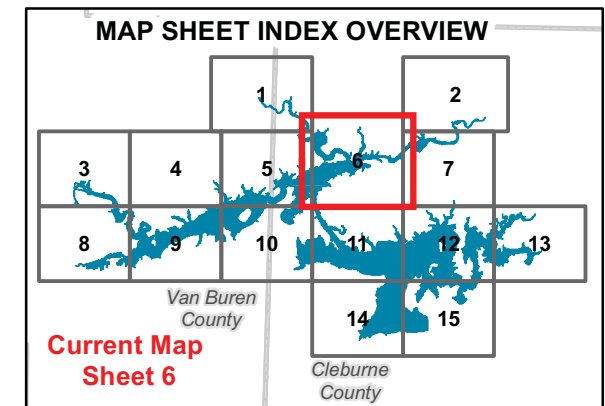 MAP SHEET INDEX OVERVIEW
1
2
3
4
5
6
7
8
9
10
11
12
13
Van Buren
County
14
15
Current Map
Sheet 6
Cleburne
County